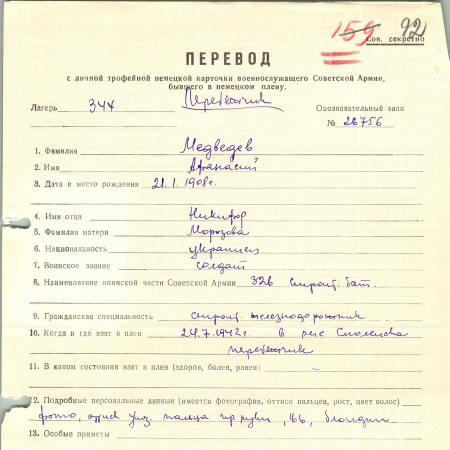 159 92
Сов. секретно
ПЕРЕВОД
с личной трофейной немецкой карточки военнослужащего Советской Армии,
бывшего в немецком плену.
Перебежчик
Лагерь 344 Опознавательный знак
№ 28756
1. Фамилия Медведев
2. Имя Афанасий
3. Дата и место рождения 21.1.1908г.
4. Имя отца Никифор
5. Фамилия матери Морозова
6. Национальность украинец
7. Воинское звание солдат
8. Наименование воинской части Советской Армии 326 строит. бат.
9. Гражданская специальность строит. железнодорожник
10. Когда и где взят в плен 24.7.1942г. в р-не Смоленска
перебежчик
11. В каком состоянии взят в плен (здоров, болен, ранен) –
12. Подробные персональные данные (имеется фотография, оттиск пальца, рост, цвет волос)
фото, оттиск указ. пальца пр. руки, 166, блондин
13. Особые приметы